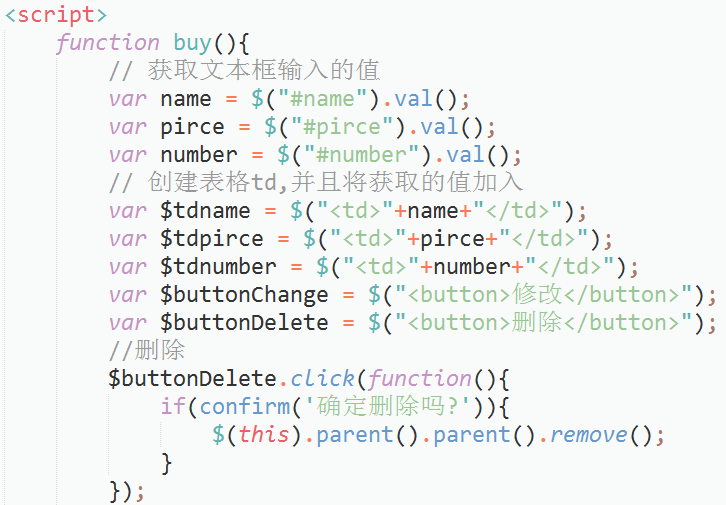 <script>
function buy(){
// 获取文本框输入的值
var name = $("#name").val();
var pirce = $("#pirce").val();
var number = $("#number").val();
// 创建表格td,并且将获取的值加入
var $tdname = $("<td>"+name+"</td>");
var $tdpirce = $("<td>"+pirce+"</td>");
var $tdnumber = $("<td>"+number+"</td>");
var $buttonChange = $("<button>修改</button>");
var $buttonDelete = $("<button>删除</button>");
//删除
$buttonDelete.click(function(){
if(confirm('确定删除吗?')){
$(this).parent().parent().remove();
}
});